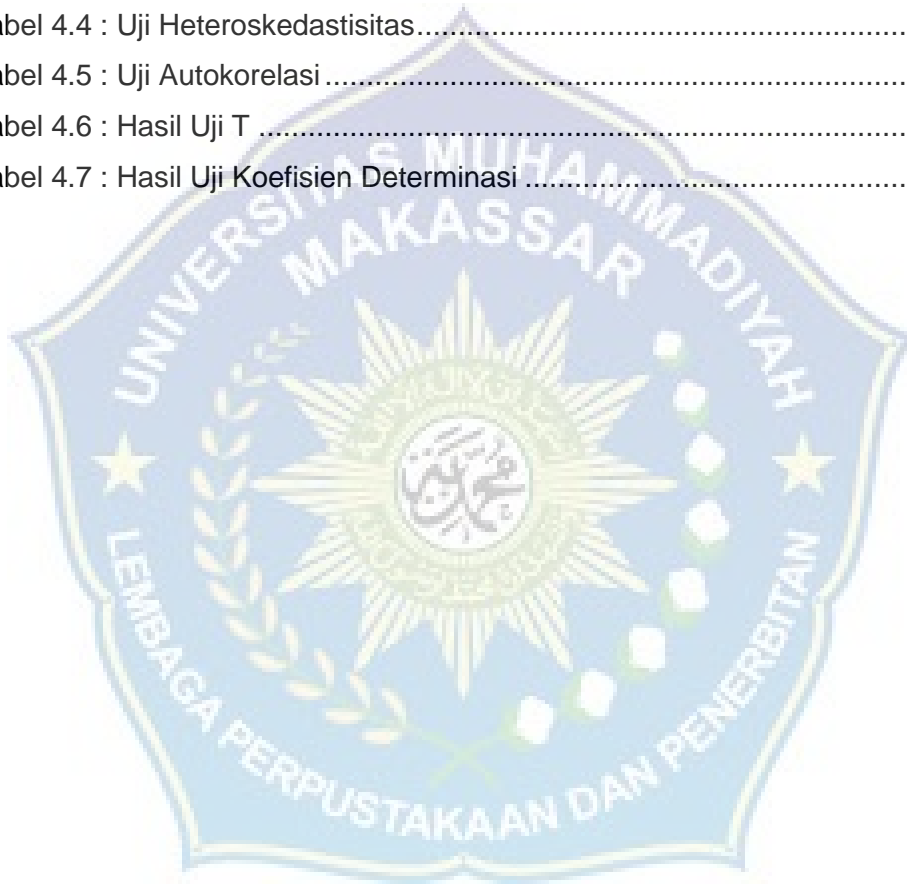 abel 4.4 : Uji Heteroskedastisitas
abel 4.5 : Uji Autokorelasi
abel 4.6 : Hasil Uji T
abel 4.7 : Hasil Uji Koefisien Determinasi
UNIVERSITAS MUHAMMADIYAH
MAKASSAR
LEMBAGA PERPUSTAKAAN DAN PENERBITAN